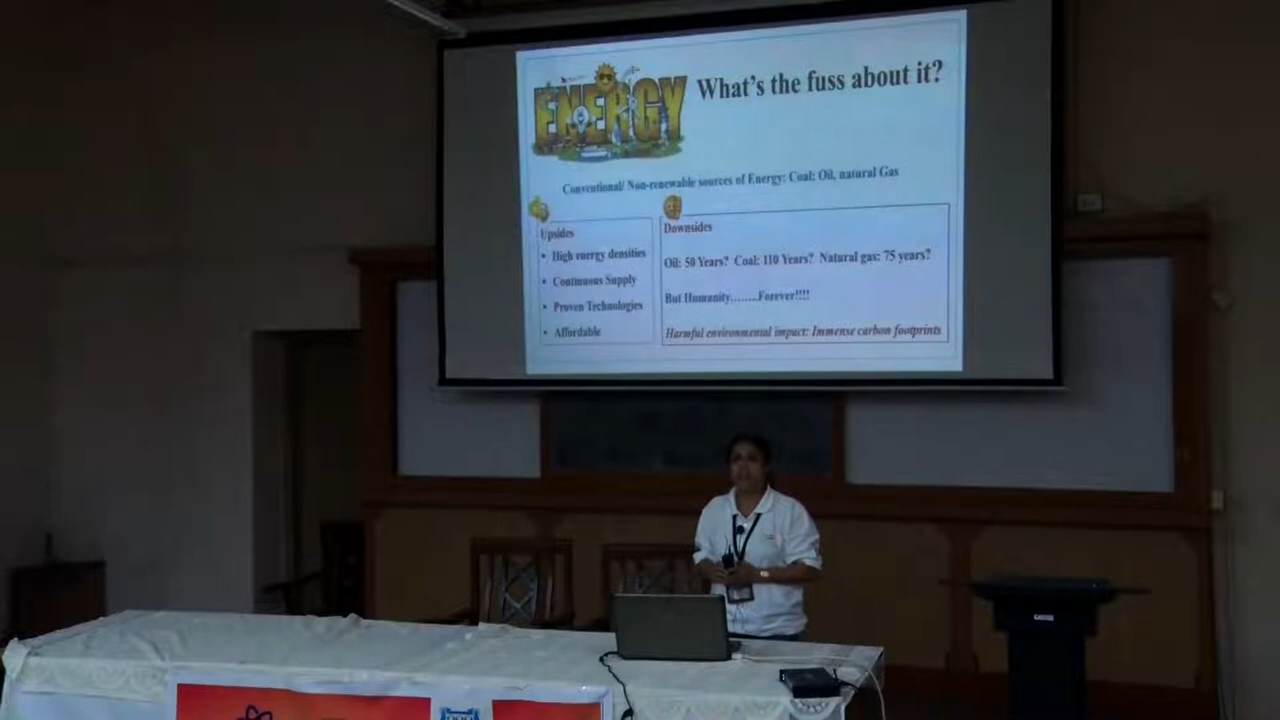 ENERGY What's the fuss about it?
Conventional/ Non-renewable sources of Energy: Coal; Oil, natural Gas
Upsides
• High energy densities
• Continuous Supply
• Proven Technologies
• Affordable
Downsides
Oil: 50 Years? Coal: 110 Years? Natural gas: 75 years?
But Humanity........Forever!!!!
Harmful environmental impact: Immense carbon footprints